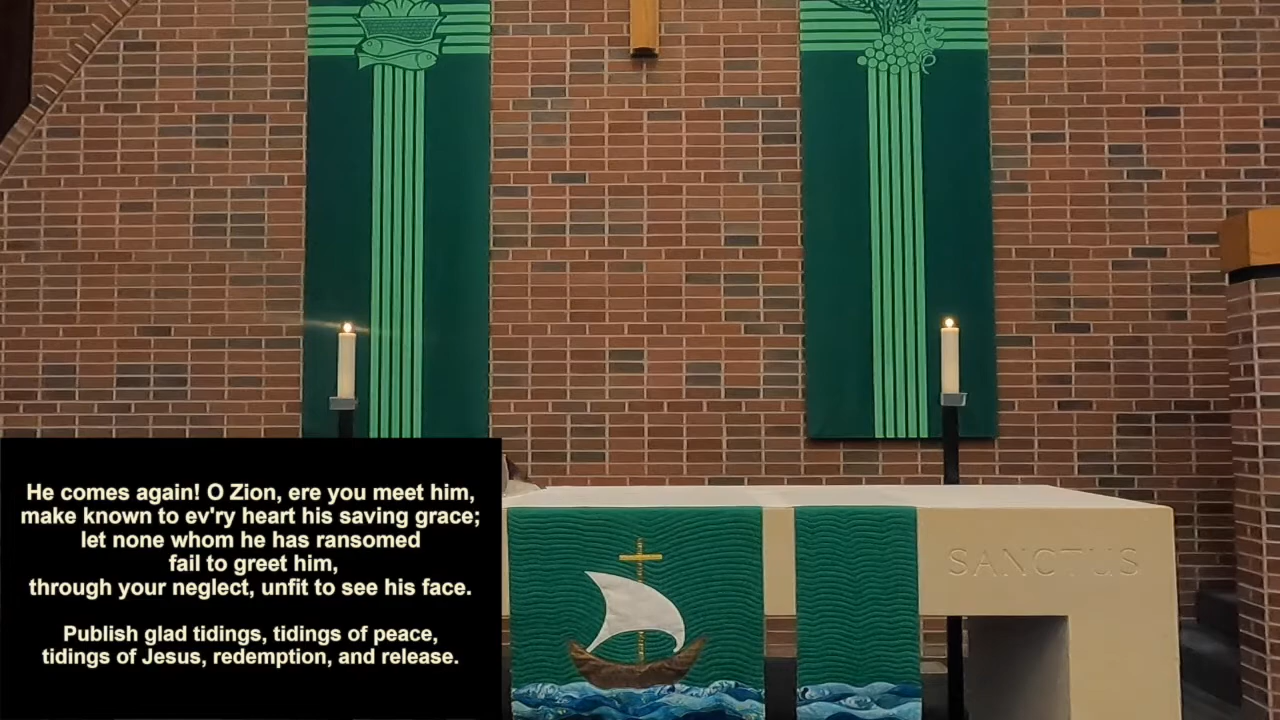 He comes again! O Zion, ere you meet him,
make known to ev'ry heart his saving grace;
let none whom he has ransomed
fail to greet him,
through your neglect, unfit to see his face.
Publish glad tidings, tidings of peace,
tidings of Jesus, redemption, and release.
SANCTUS